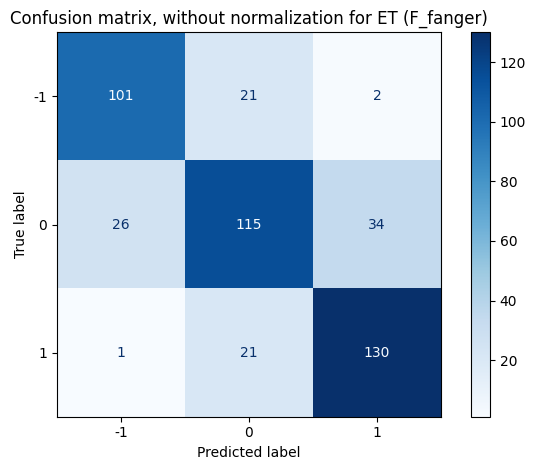 Confusion matrix, without normalization for ET (F_fanger)
-1 101 21 2
0 26 115 34
1 1 21 130
-1 0 1
True label
Predicted label
120
100
80
60
40
20